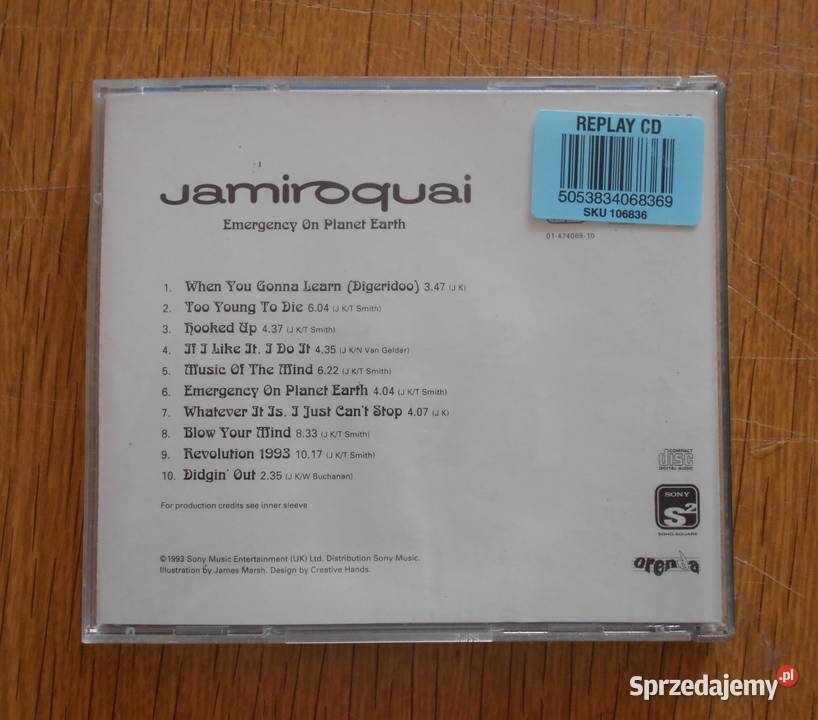 REPLAY CD
5053834068369
SKU 106836
01-474069-10
Jamiroquai
Emergency On Planet Earth
1. When You Gonna Learn (Digeridoo) 3.47 (J K)
2. Too Young To Die 6.04 (J K/T Smith)
3. Hooked Up 4.37 (J K/T Smith)
4. If I Like It, I Do It 4.35 (J K/N Van Gelder)
5. Music Of The Mind 6.22 (J K/T Smith)
6. Emergency On Planet Earth 4.04 (J K/T Smith)
7. Whatever It Is, I Just Can't Stop 4.07 (J K)
8. Blow Your Mind 8.33 (J K/T Smith)
9. Revolution 1993 10.17 (J K/T Smith)
10. Didgin' Out 2.35 (J K/W Buchanan)
For production credits see inner sleeve
COMPACT
disc
DIGITAL AUDIO
SONY
S2
SOHO SQUARE
©1993 Sony Music Entertainment (UK) Ltd. Distribution Sony Music.
Illustration by James Marsh. Design by Creative Hands.
orenda
Sprzedajemy.pl